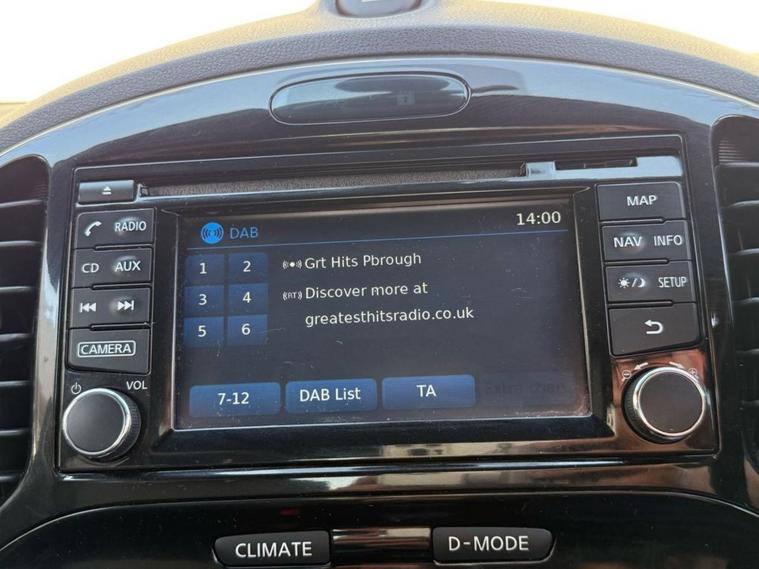 DAB 14:00
1 2 Grt Hits Pbrough
3 4 Discover more at
greatesthitsradio.co.uk
5 6
7-12 DAB List TA
RADIO
CD AUX
CAMERA
VOL
MAP
NAV INFO
SETUP
CLIMATE D-MODE